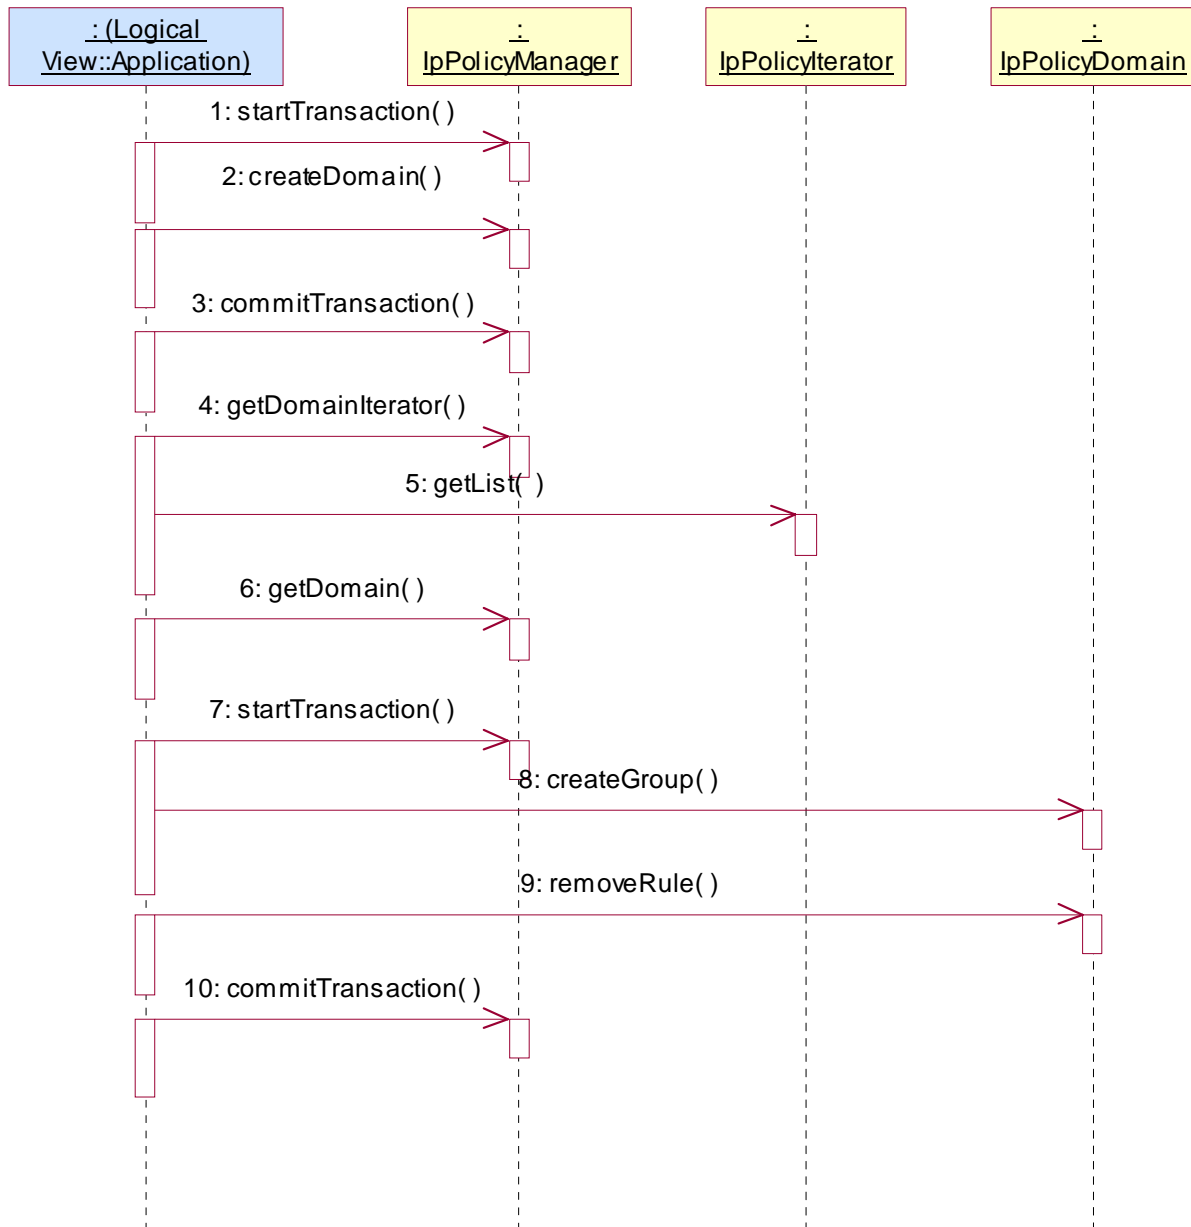 : (Logical
View::Application)
:
IpPolicyManager
:
IpPolicyIterator
:
IpPolicyDomain
1: startTransaction( )
2: createDomain( )
3: commitTransaction( )
4: getDomainIterator( )
5: getList( )
6: getDomain( )
7: startTransaction( )
8: createGroup( )
9: removeRule( )
10: commitTransaction( )